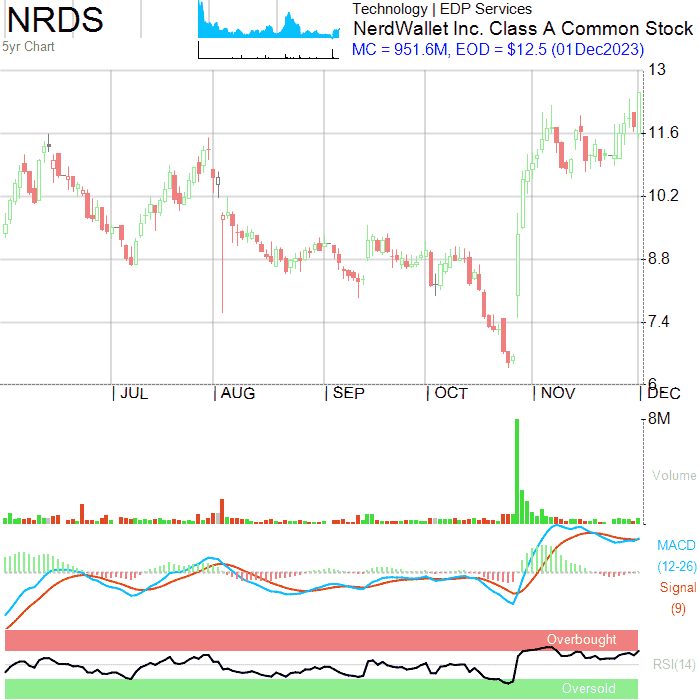 NRDS
5yr Chart
Technology | EDP Services
NerdWallet Inc. Class A Common Stock
MC = 951.6M, EOD = $12.5 (01Dec2023)
13
11.6
10.2
8.8
7.4
6
JUL AUG SEP OCT NOV DEC
8M
Volume
MACD
(12-26)
Signal
(9)
Overbought
RSI(14)
Oversold